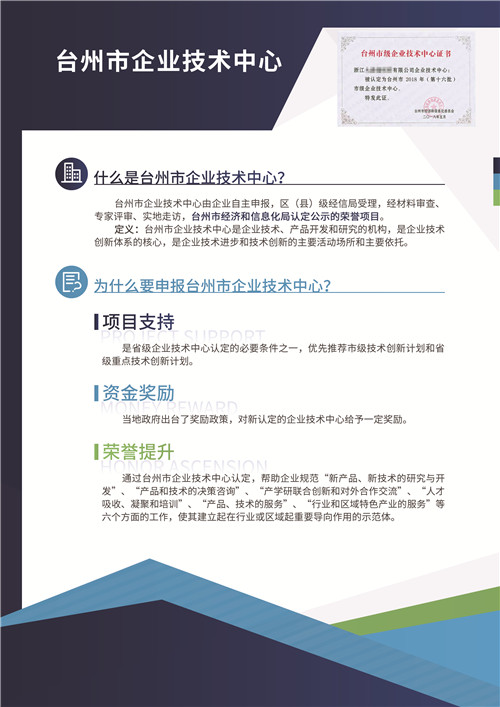 台州市企业技术中心
台州市级企业技术中心证书
有限公司企业技术中心：
被认定为台州市 2018 年（第十六批）
市级企业技术中心。
特发此证。
什么是台州市企业技术中心？
台州市企业技术中心由企业自主申报，区（县）级经信局受理，经材料审查、
专家评审、实地走访，台州市经济和信息化局认定公示的荣誉项目。
定义：台州市企业技术中心是企业技术、产品开发和研究的机构，是企业技术
创新体系的核心，是企业技术进步和技术创新的主要活动场所和主要依托。
为什么要申报台州市企业技术中心？
项目支持
PROJECT SUPPORT
是省级企业技术中心认定的必要条件之一，优先推荐市级技术创新计划和省
级重点技术创新计划。
资金奖励
MONEY REWARD
当地政府出台了奖励政策，对新认定的企业技术中心给予一定奖励。
荣誉提升
HONOR ASCENSION
通过台州市企业技术中心认定，帮助企业规范“新产品、新技术的研究与开
发”、“产品和技术的决策咨询”、“产学研联合创新和对外合作交流”、“人才
吸收、凝聚和培训”、“产品、技术的服务”、“行业和区域特色产业的服务”等
六个方面的工作，使其建立起在行业或区域起重要导向作用的示范体。